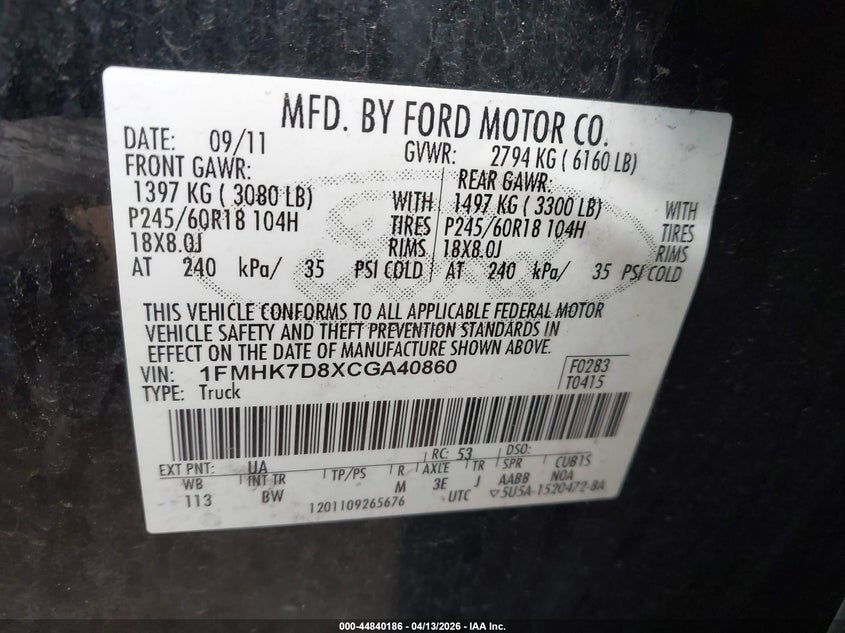 MFD. BY FORD MOTOR CO.
DATE: 09/11 GVWR: 2794 KG ( 6160 LB)
FRONT GAWR: REAR GAWR:
1397 KG ( 3080 LB) WITH 1497 KG ( 3300 LB) WITH
P245/60R18 104H TIRES P245/60R18 104H TIRES
18X8.0J RIMS 18X8.0J RIMS
AT 240 kPa/ 35 PSI COLD AT 240 kPa/ 35 PSI COLD
THIS VEHICLE CONFORMS TO ALL APPLICABLE FEDERAL MOTOR
VEHICLE SAFETY AND THEFT PREVENTION STANDARDS IN
EFFECT ON THE DATE OF MANUFACTURE SHOWN ABOVE.
VIN: 1FMHK7D8XCGA40860 F0283
TYPE: Truck T0415
EXT PNT: UA RC: 53 DSO:
WB INT TR TP/PS R AXLE TR SPR CUB1S
113 BW M 3E J AABB NOA
1201109265676 UTC ▽5U5A-1520472-BA
000-44840186 - 04/13/2026 - IAA Inc.